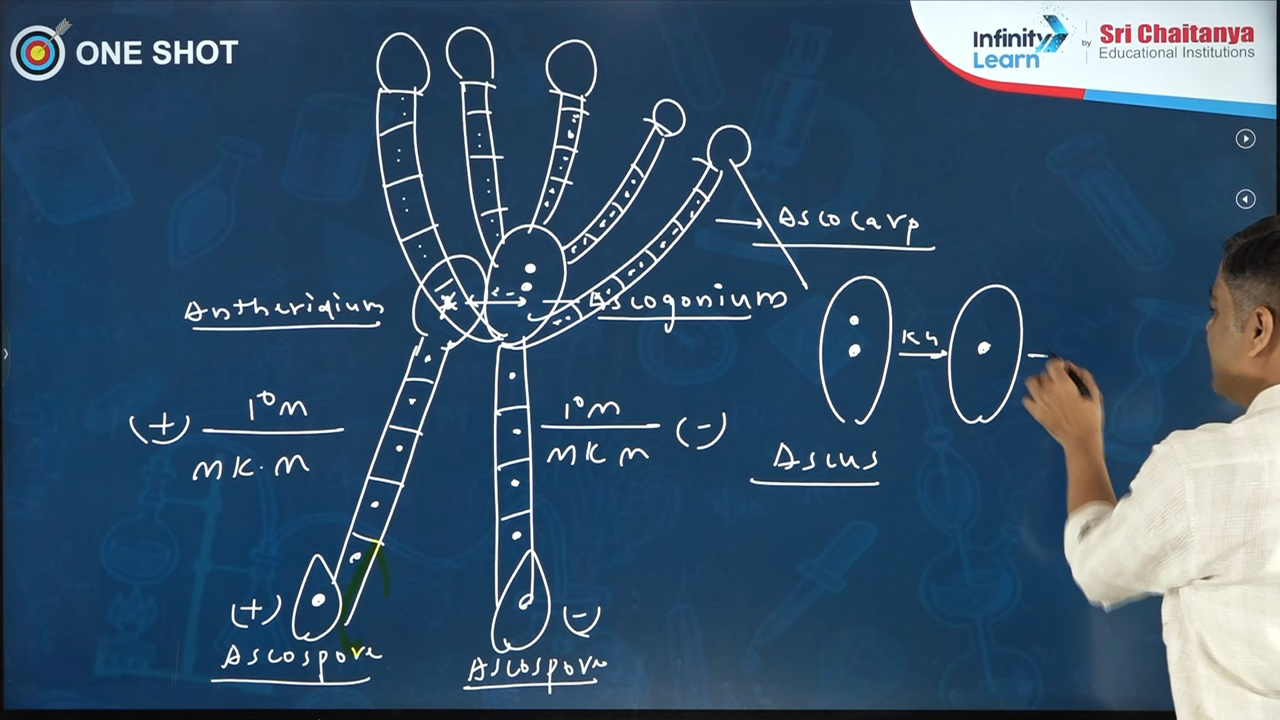 ONE SHOT
Infinity Learn by Sri Chaitanya
Educational Institutions
Ascocarp
Antheridium
Ascogonium
KG
(+) 1°M
MK.M
1°M (-)
MKM
Ascus
(+)
(-)
Ascospore
Ascospore